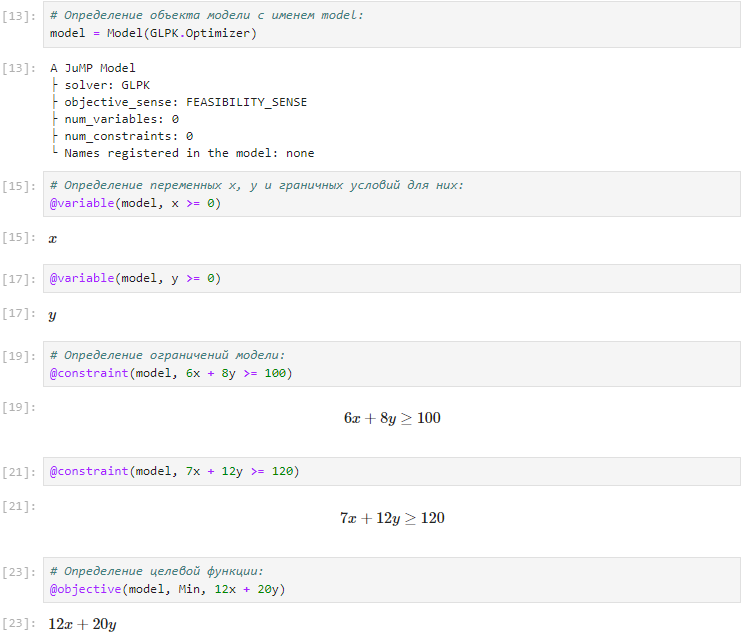 [13]: # Определение объекта модели с именем model:
model = Model(GLPK.Optimizer)
[13]: A JuMP Model
├ solver: GLPK
├ objective_sense: FEASIBILITY_SENSE
├ num_variables: 0
├ num_constraints: 0
└ Names registered in the model: none
[15]: # Определение переменных x, y и граничных условий для них:
@variable(model, x >= 0)
[15]: x
[17]: @variable(model, y >= 0)
[17]: y
[19]: # Определение ограничений модели:
@constraint(model, 6x + 8y >= 100)
[19]: 6x + 8y ≥ 100
[21]: @constraint(model, 7x + 12y >= 120)
[21]: 7x + 12y ≥ 120
[23]: # Определение целевой функции:
@objective(model, Min, 12x + 20y)
[23]: 12x + 20y